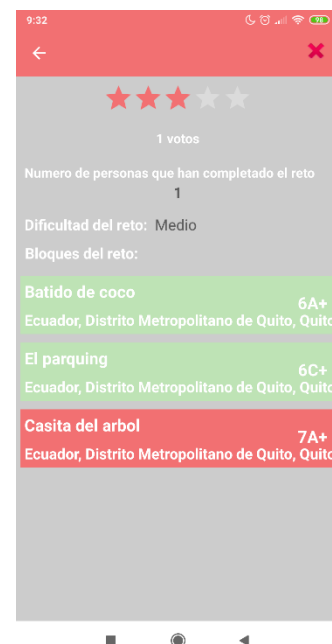 9:32
98
1 votos
Numero de personas que han completado el reto
1
Dificultad del reto: Medio
Bloques del reto:
Batido de coco
6A+
Ecuador, Distrito Metropolitano de Quito, Quito
El parquing
6C+
Ecuador, Distrito Metropolitano de Quito, Quito
Casita del arbol
7A+
Ecuador, Distrito Metropolitano de Quito, Quito